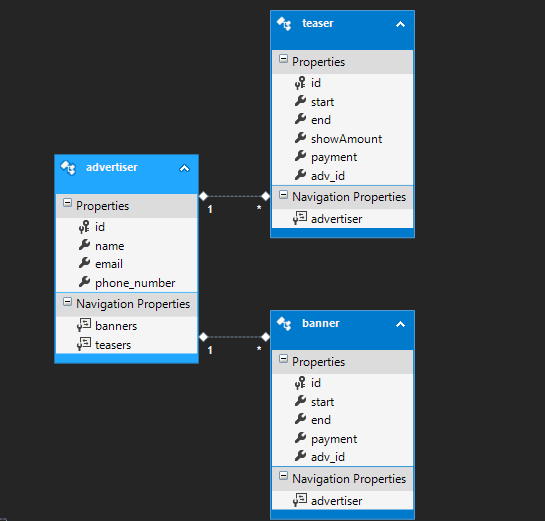 teaser
Properties
id
start
end
showAmount
payment
adv_id
Navigation Properties
advertiser
advertiser
Properties
id
name
email
phone_number
Navigation Properties
banners
teasers
1
*
1
*
banner
Properties
id
start
end
payment
adv_id
Navigation Properties
advertiser